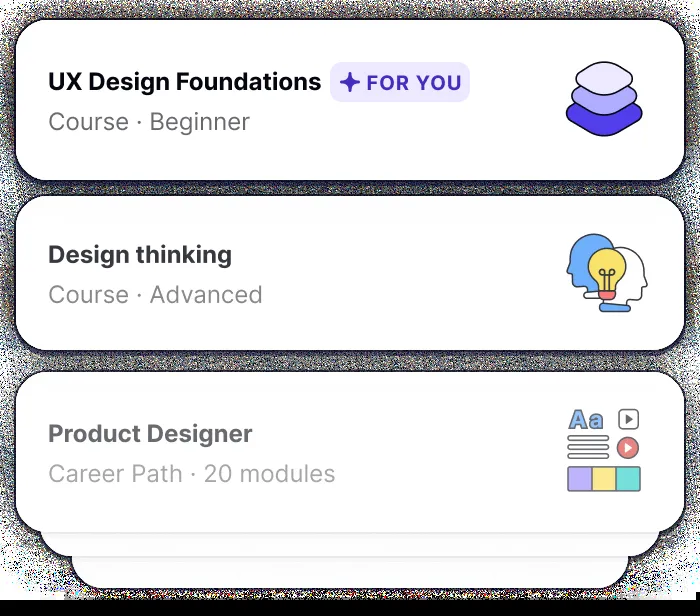 UX Design Foundations FOR YOU
Course · Beginner
Design thinking
Course · Advanced
Product Designer
Career Path · 20 modules
Aa